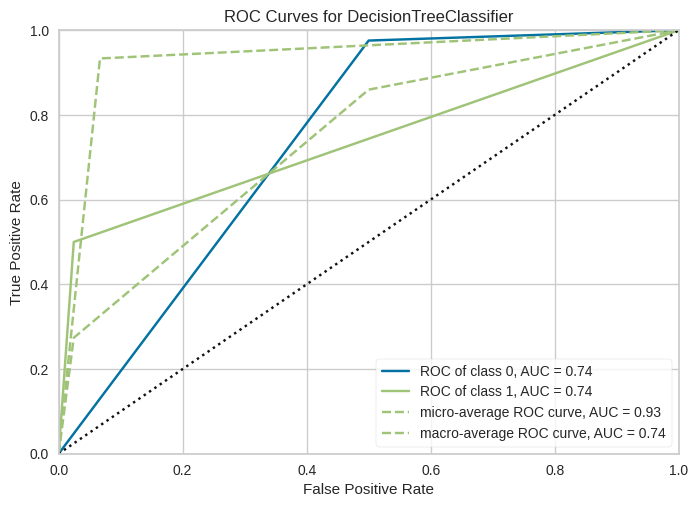 ROC Curves for DecisionTreeClassifier
1.0
0.8
0.6
0.4
0.2
0.0
True Positive Rate
ROC of class 0, AUC = 0.74
ROC of class 1, AUC = 0.74
micro-average ROC curve, AUC = 0.93
macro-average ROC curve, AUC = 0.74
0.0 0.2 0.4 0.6 0.8 1.0
False Positive Rate